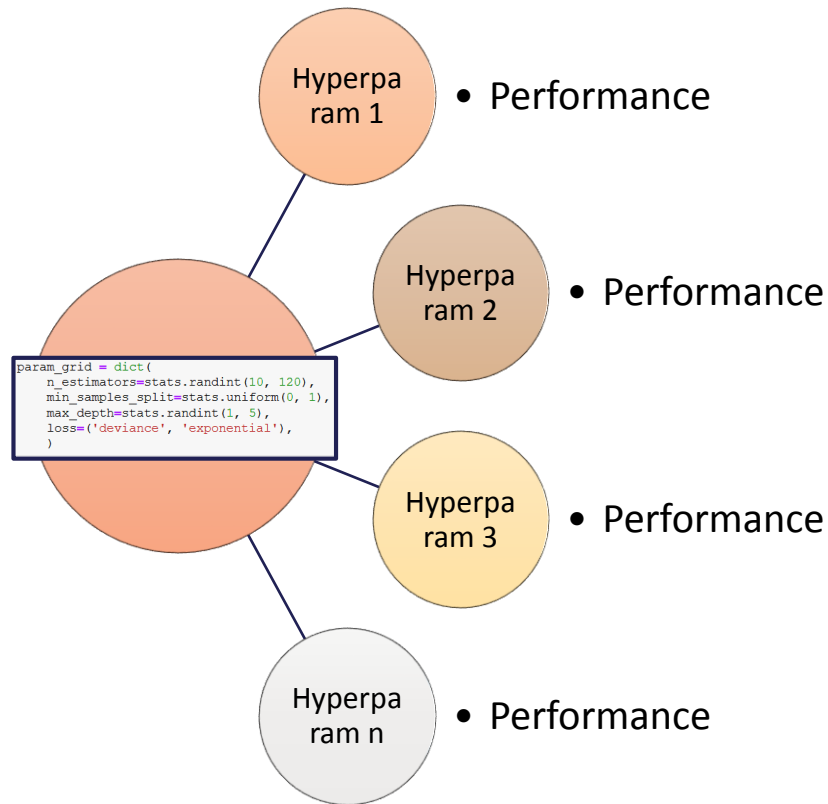 Hyperpa
ram 1
• Performance
Hyperpa
ram 2
• Performance
param_grid = dict(
    n_estimators=stats.randint(10, 120),
    min_samples_split=stats.uniform(0, 1),
    max_depth=stats.randint(1, 5),
    loss=('deviance', 'exponential'),
    )
Hyperpa
ram 3
• Performance
Hyperpa
ram n
• Performance